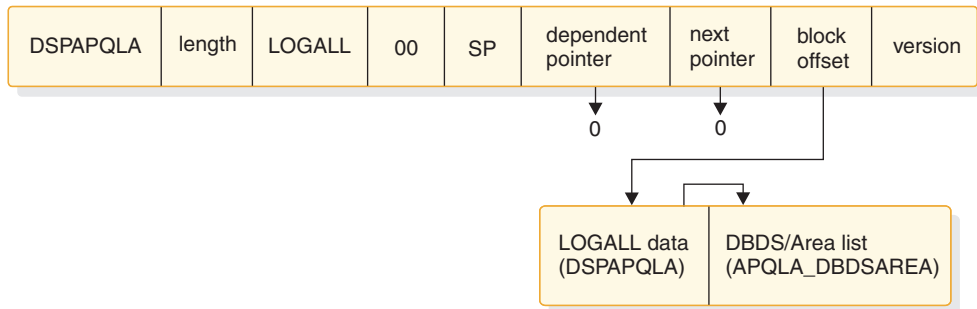 DSPAPQLA length LOGALL 00 SP dependent pointer next pointer block offset version
0 0
LOGALL data (DSPAPQLA) DBDS/Area list (APQLA_DBDSAREA)